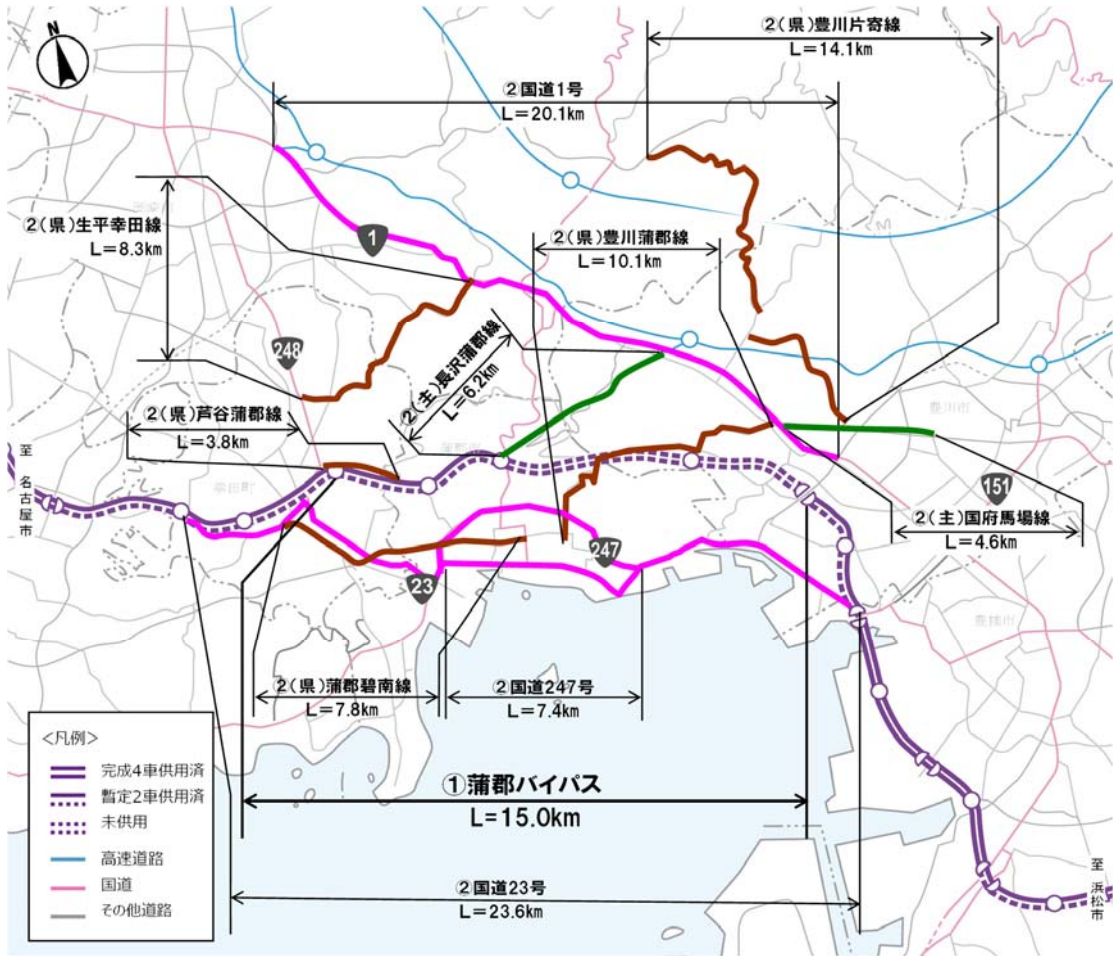 N
②(県)豊川片寄線
L=14.1km
②国道1号
L=20.1km
②(県)生平幸田線
L=8.3km
1
②(県)豊川蒲郡線
L=10.1km
248
②(主)長沢蒲郡線
L=6.2km
②(県)芦谷蒲郡線
L=3.8km
豊川市
蒲郡市
幸田町
至 名古屋市
151
②(主)国府馬場線
L=4.6km
247
23
豊橋市
②(県)蒲郡碧南線
L=7.8km
②国道247号
L=7.4km
①蒲郡バイパス
L=15.0km
②国道23号
L=23.6km
至 浜松市
<凡例>
完成4車供用済
暫定2車供用済
未供用
高速道路
国道
その他道路